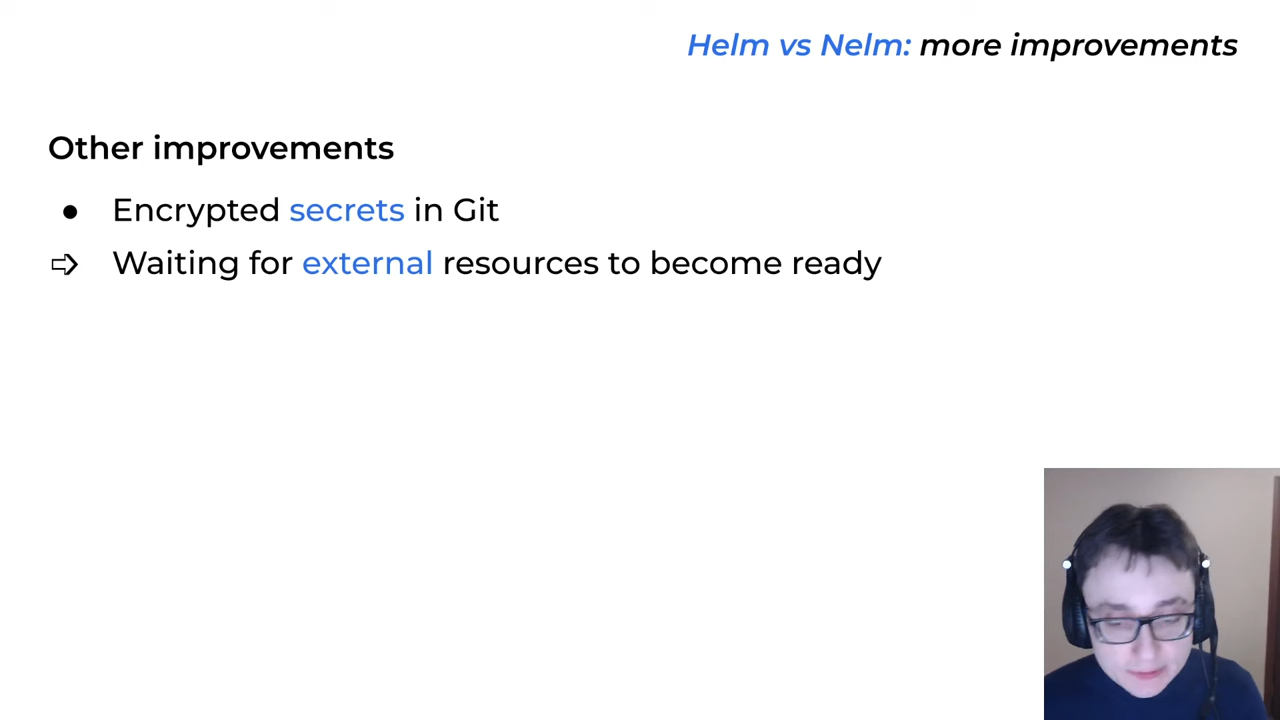 Helm vs Nelm: more improvements
Other improvements
● Encrypted secrets in Git
⇨ Waiting for external resources to become ready